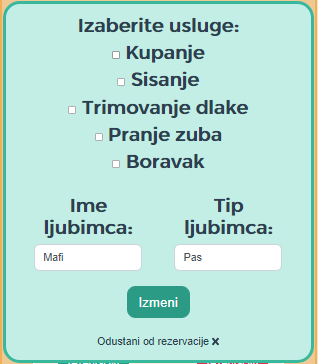 Izaberite usluge:
Kupanje
Sisanje
Trimovanje dlake
Pranje zuba
Boravak
Ime
ljubimca:
Tip
ljubimca:
Mafi
Pas
Izmeni
Odustani od rezervacije ×